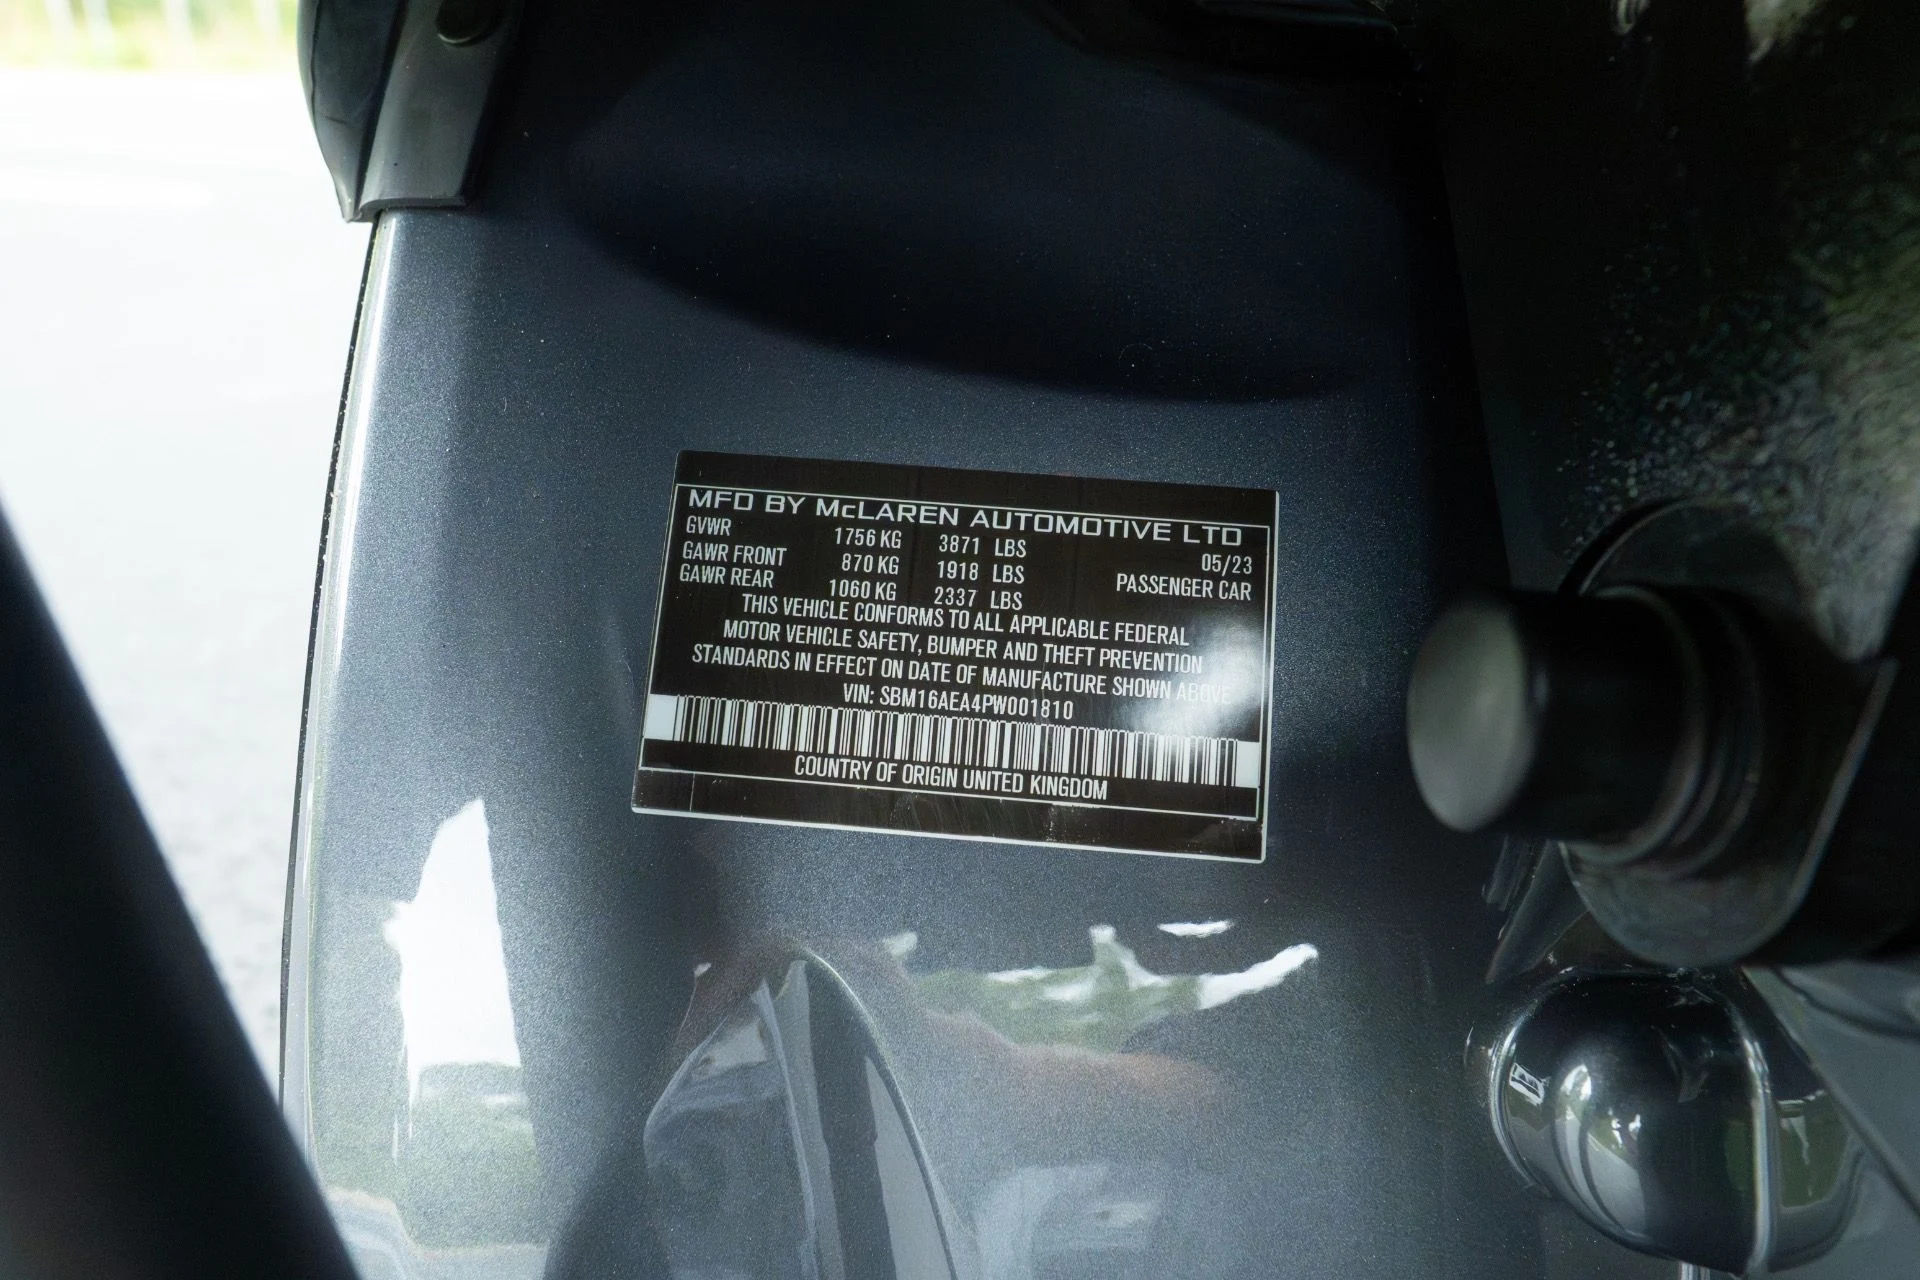 MFD BY McLAREN AUTOMOTIVE LTD
GVWR 1756 KG 3871 LBS 05/23
GAWR FRONT 870 KG 1918 LBS PASSENGER CAR
GAWR REAR 1060 KG 2337 LBS
THIS VEHICLE CONFORMS TO ALL APPLICABLE FEDERAL
MOTOR VEHICLE SAFETY, BUMPER AND THEFT PREVENTION
STANDARDS IN EFFECT ON DATE OF MANUFACTURE SHOWN ABOVE
VIN: SBM16AEA4PW001810
COUNTRY OF ORIGIN UNITED KINGDOM